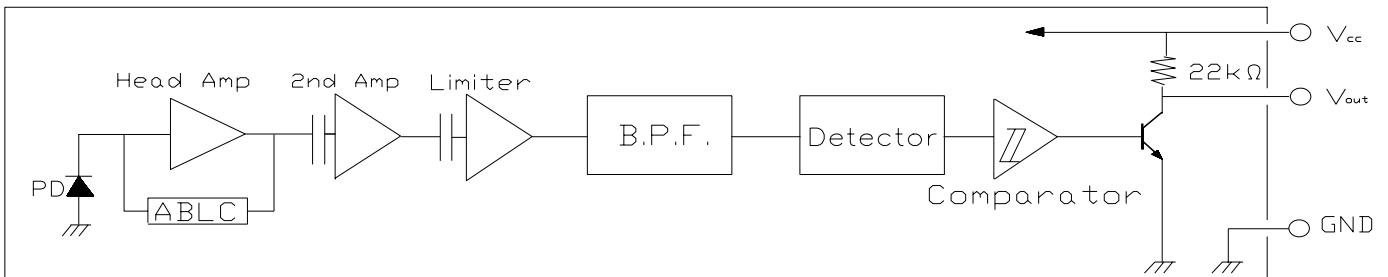 Head Amp
2nd Amp
Limiter
B.P.F.
Detector
Comparator
PD
ABLC
22kΩ
Vcc
Vout
GND